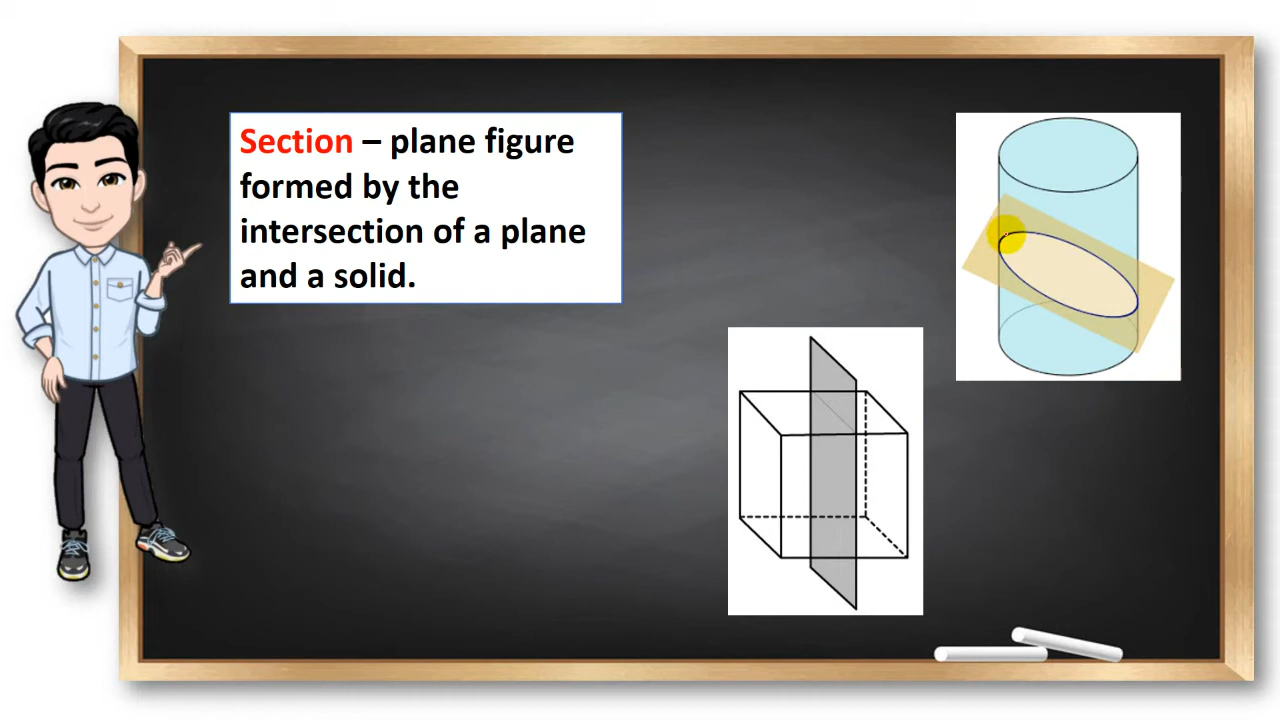 Section – plane figure
formed by the
intersection of a plane
and a solid.